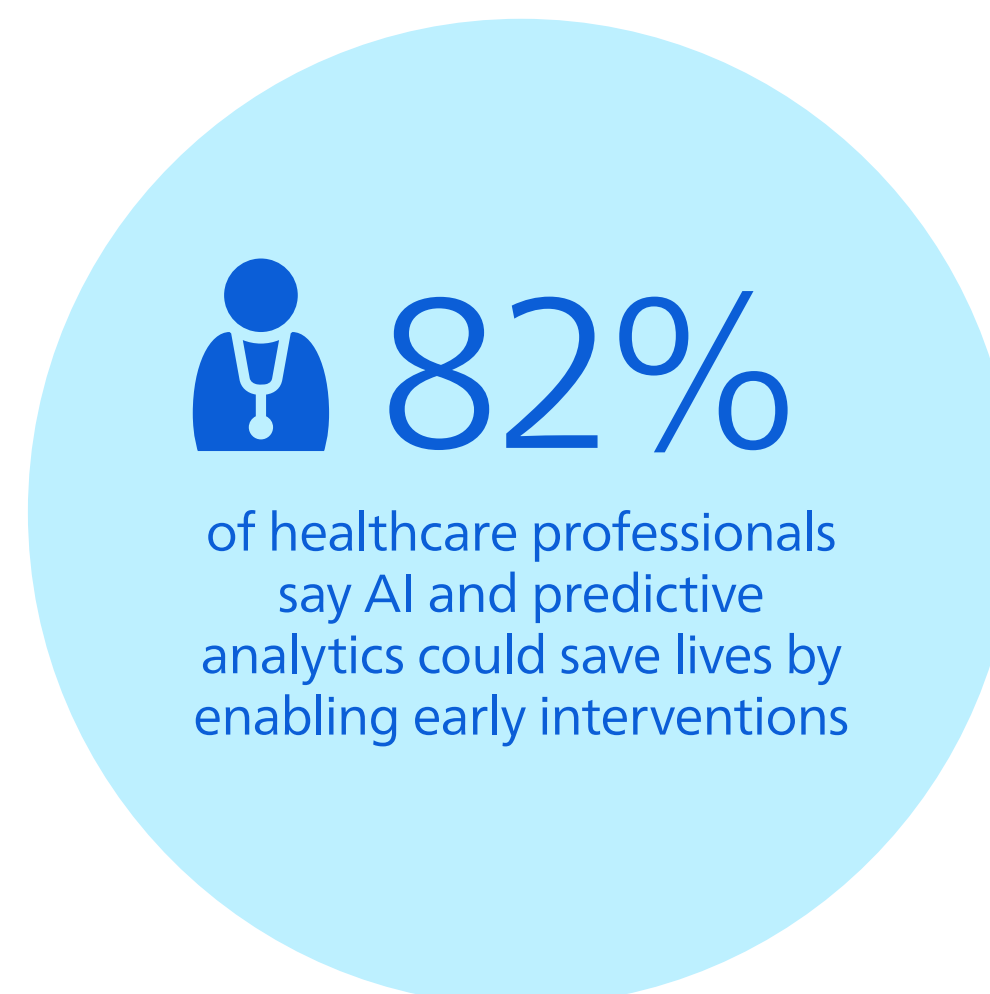 82%
of healthcare professionals
say AI and predictive
analytics could save lives by
enabling early interventions